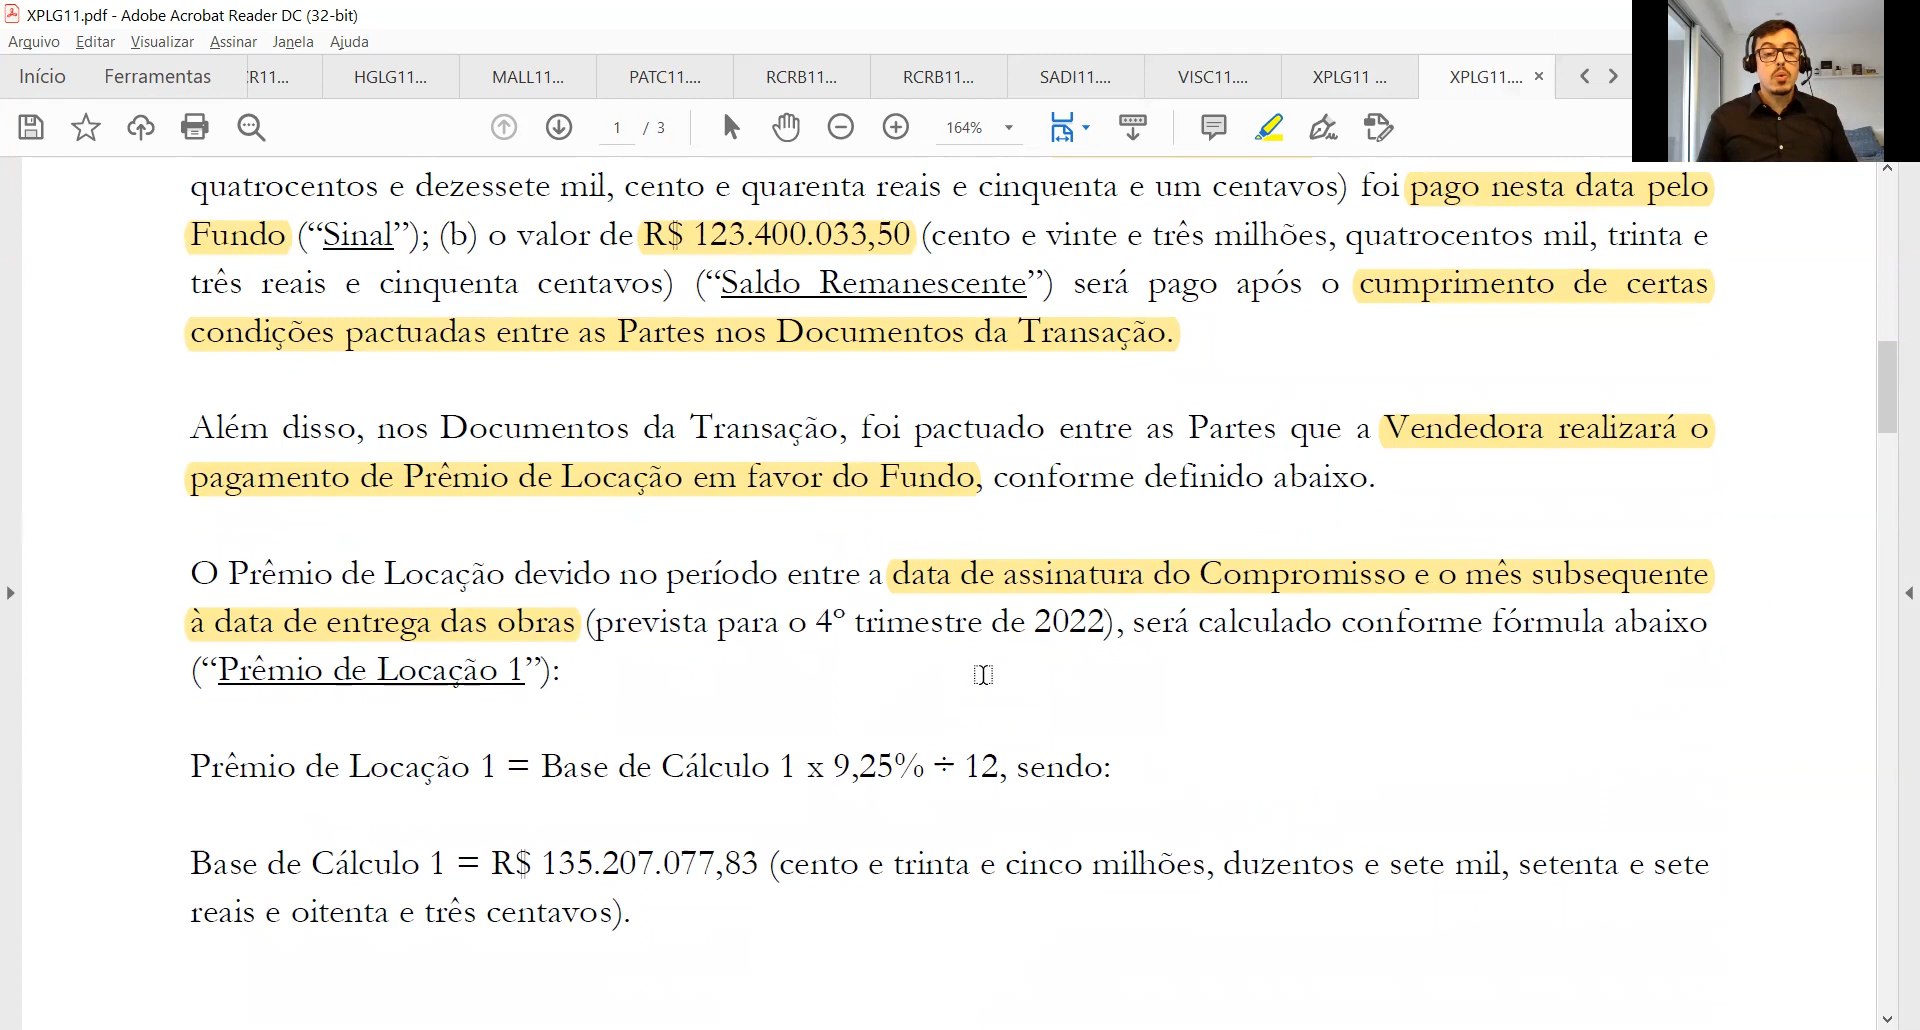 XPLG11.pdf - Adobe Acrobat Reader DC (32-bit)
Arquivo Editar Visualizar Assinar Janela Ajuda
Início Ferramentas R11... HGLG11... MALL11... PATC11.... RCRB11... RCRB11... SADI11.... VISC11.... XPLG11 ... XPLG11.... ×
1 / 3 164%
quatrocentos e dezessete mil, cento e quarenta reais e cinquenta e um centavos) foi pago nesta data pelo
Fundo (“Sinal”); (b) o valor de R$ 123.400.033,50 (cento e vinte e três milhões, quatrocentos mil, trinta e
três reais e cinquenta centavos) (“Saldo Remanescente”) será pago após o cumprimento de certas
condições pactuadas entre as Partes nos Documentos da Transação.
Além disso, nos Documentos da Transação, foi pactuado entre as Partes que a Vendedora realizará o
pagamento de Prêmio de Locação em favor do Fundo, conforme definido abaixo.
O Prêmio de Locação devido no período entre a data de assinatura do Compromisso e o mês subsequente
à data de entrega das obras (prevista para o 4º trimestre de 2022), será calculado conforme fórmula abaixo
(“Prêmio de Locação 1”):
Prêmio de Locação 1 = Base de Cálculo 1 x 9,25% ÷ 12, sendo:
Base de Cálculo 1 = R$ 135.207.077,83 (cento e trinta e cinco milhões, duzentos e sete mil, setenta e sete
reais e oitenta e três centavos).